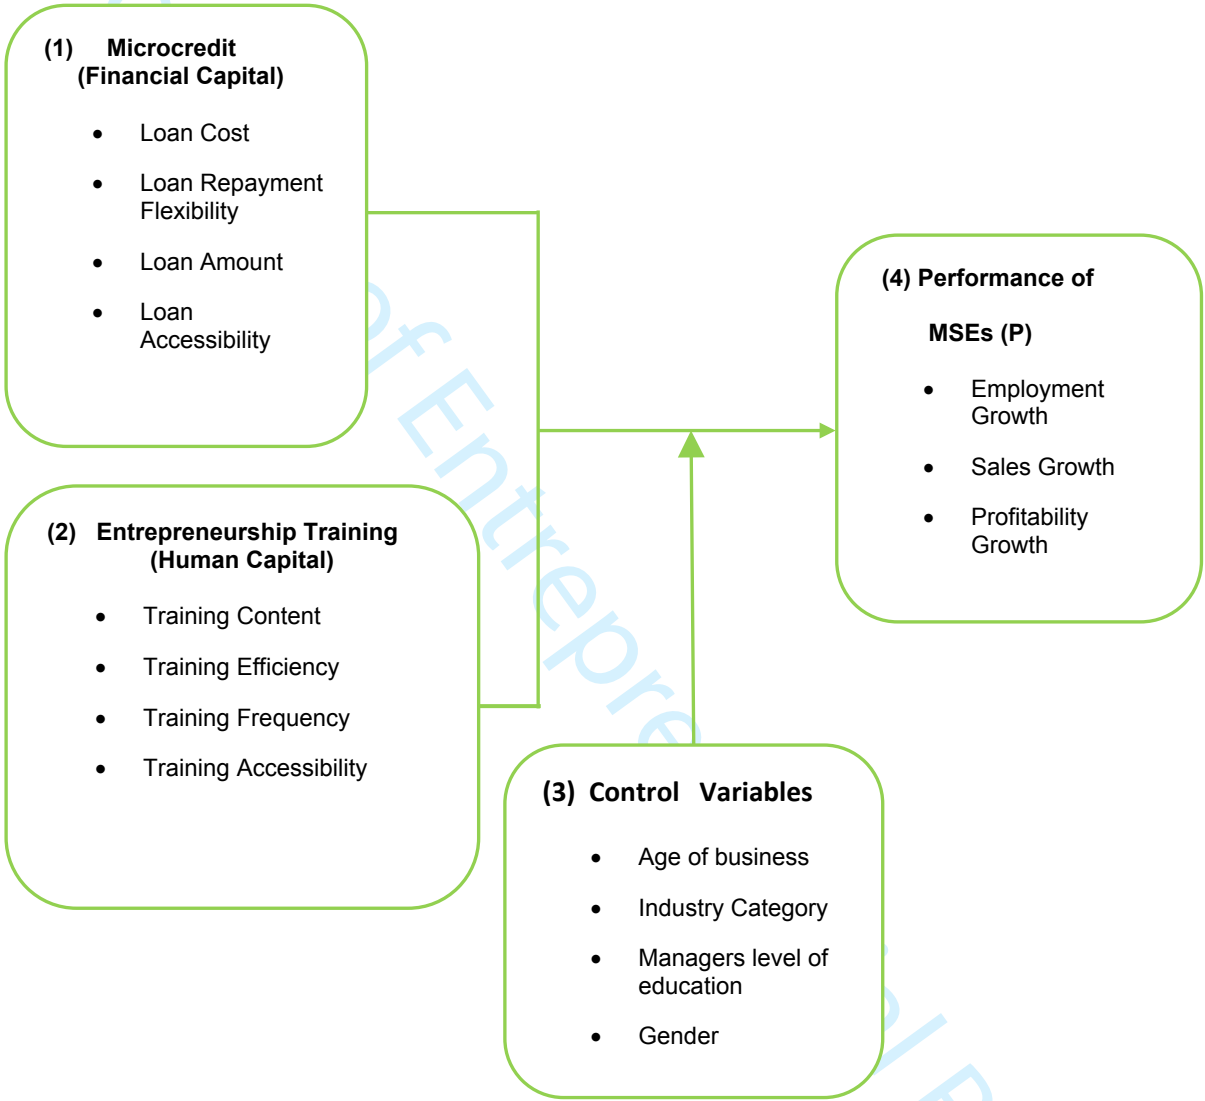 (1) Microcredit
(Financial Capital)
• Loan Cost
• Loan Repayment
Flexibility
• Loan Amount
• Loan
Accessibility
(2) Entrepreneurship Training
(Human Capital)
• Training Content
• Training Efficiency
• Training Frequency
• Training Accessibility
(3) Control Variables
• Age of business
• Industry Category
• Managers level of
education
• Gender
(4) Performance of
MSEs (P)
• Employment
Growth
• Sales Growth
• Profitability
Growth
of Entrepre